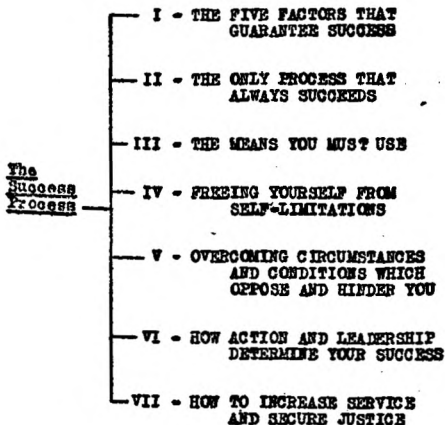 I - THE FIVE FACTORS THAT
GUARANTEE SUCCESS
II - THE ONLY PROCESS THAT
ALWAYS SUCCEEDS
III - THE MEANS YOU MUST USE
The
Success
Process
IV - FREEING YOURSELF FROM
SELF-LIMITATIONS
V - OVERCOMING CIRCUMSTANCES
AND CONDITIONS WHICH
OPPOSE AND HINDER YOU
VI - HOW ACTION AND LEADERSHIP
DETERMINE YOUR SUCCESS
VII - HOW TO INCREASE SERVICE
AND SECURE JUSTICE